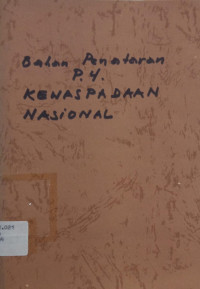 Bahan Penataran
P.4.
KEWASPADAAN
NASIONAL